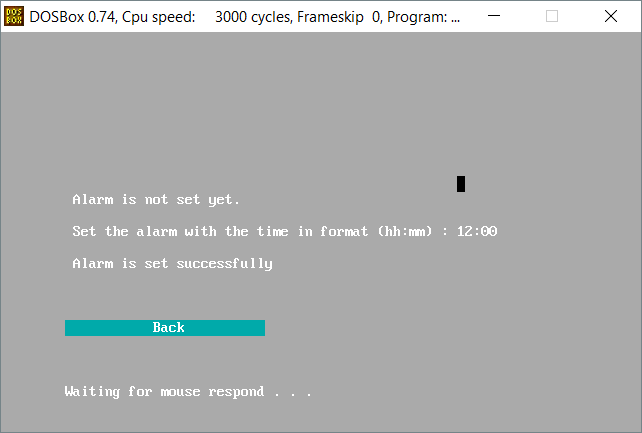 DOS BOX
DOSBox 0.74, Cpu speed: 3000 cycles, Frameskip 0, Program: ...
Alarm is not set yet.
Set the alarm with the time in format (hh:mm) : 12:00
Alarm is set successfully
Back
Waiting for mouse respond . . .